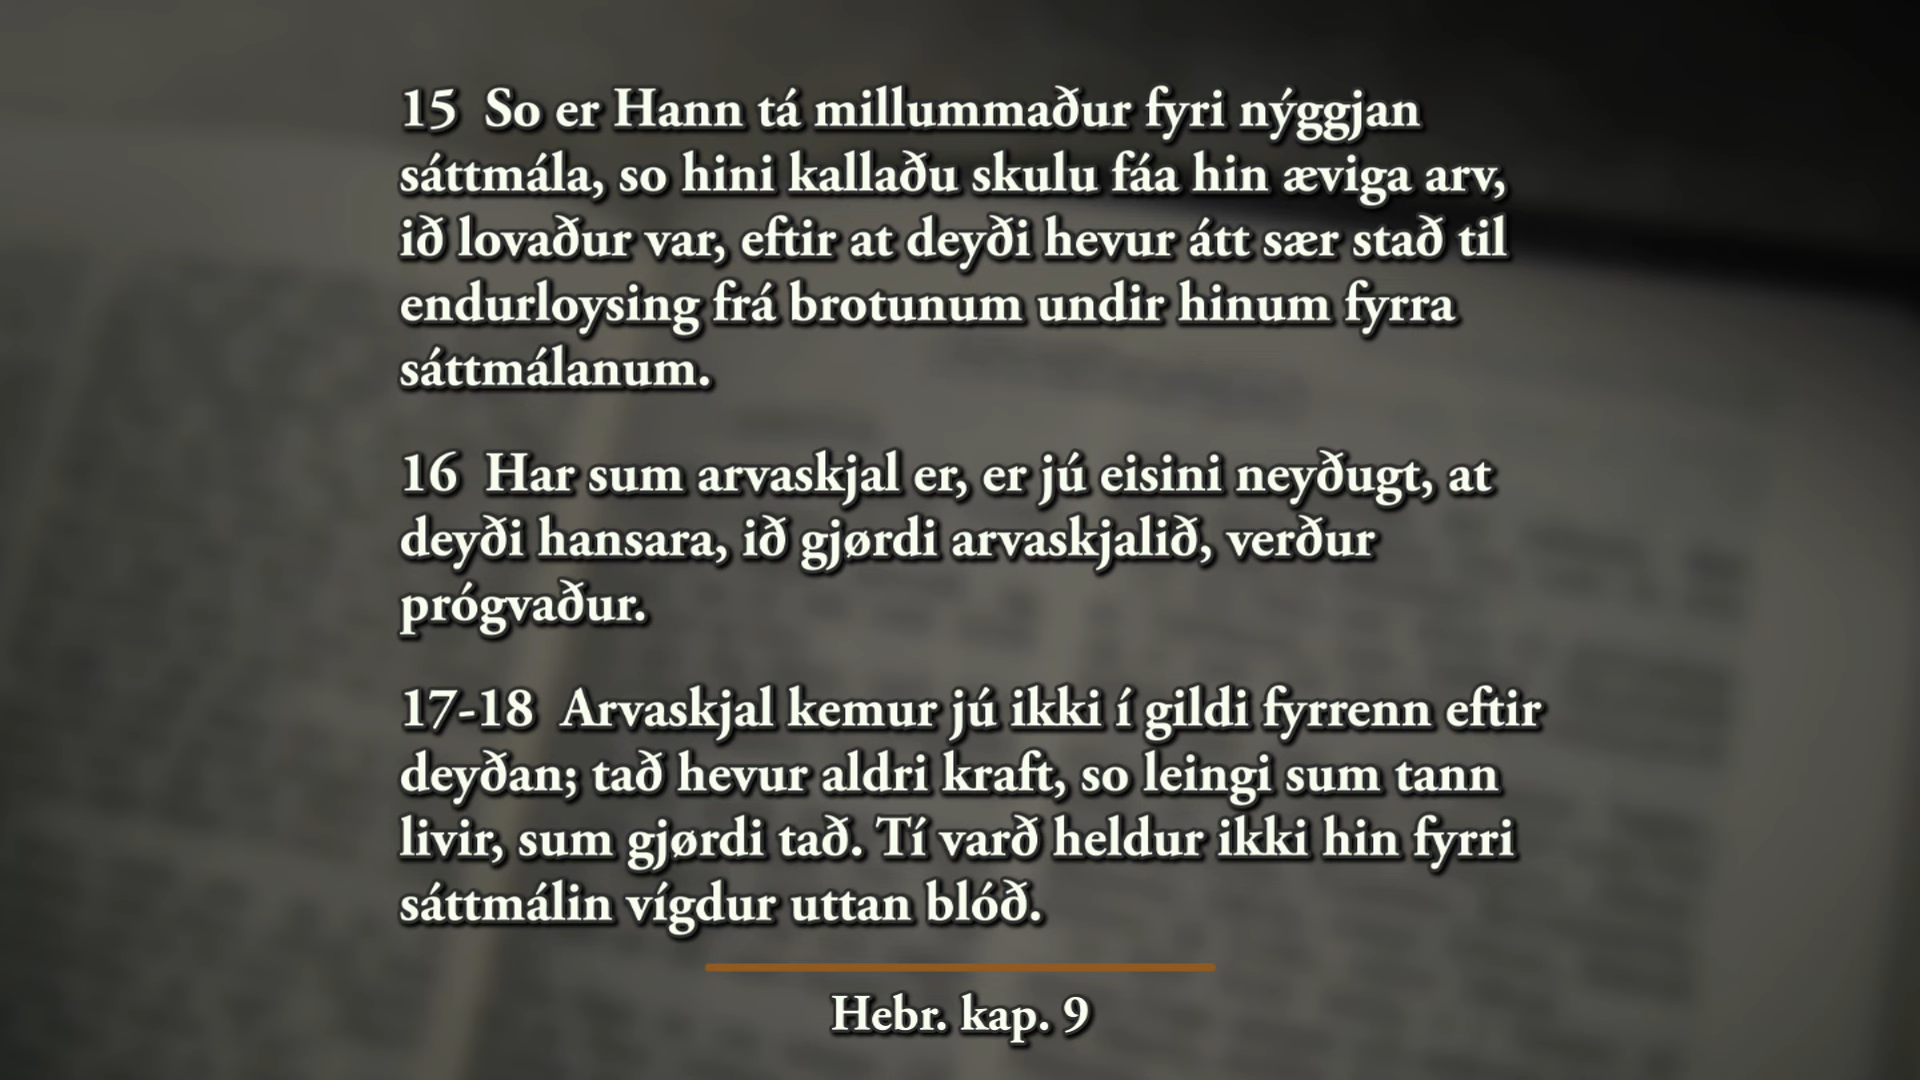 15 So er Hann tá millummaður fyri nýggjan
sáttmála, so hini kallaðu skulu fáa hin æviga arv,
ið lovaður var, eftir at deyði hevur átt sær stað til
endurloysing frá brotunum undir hinum fyrra
sáttmálanum.
16 Har sum arvaskjal er, er jú eisini neyðugt, at
deyði hansara, ið gjørdi arvaskjalið, verður
prógvaður.
17-18 Arvaskjal kemur jú ikki í gildi fyrrenn eftir
deyðan; tað hevur aldri kraft, so leingi sum tann
livir, sum gjørdi tað. Tí varð heldur ikki hin fyrri
sáttmálin vígdur uttan blóð.
Hebr. kap. 9